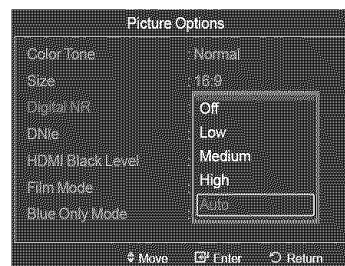 Picture Options
Color Tone : Normal
Size : 16:9
Digital NR : Off
DNIe : Low
HDMI Black Level : Medium
Film Mode : High
Blue Only Mode : Auto
Move Enter Return